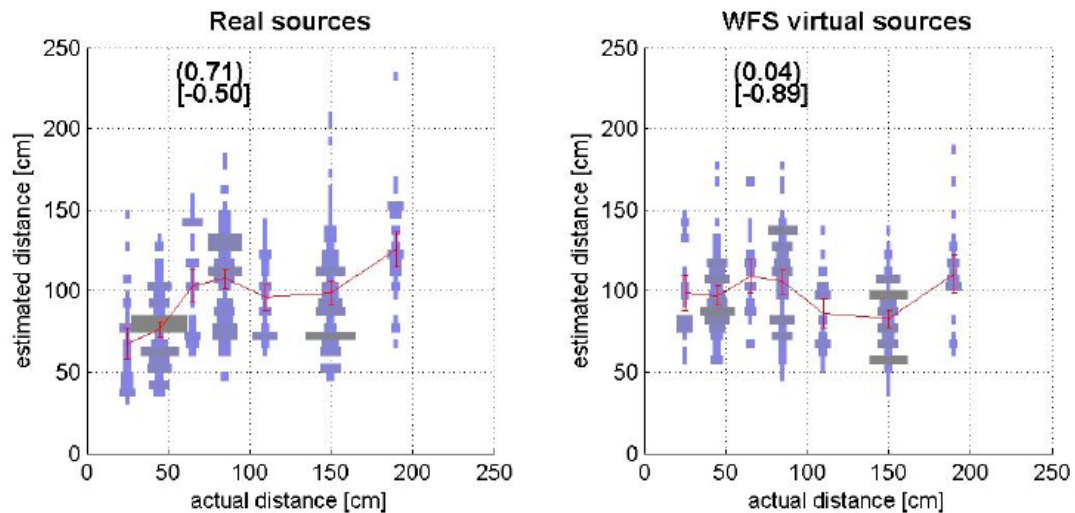 Real sources
250
200
150
100
50
0
0 50 100 150 200 250
estimated distance [cm]
actual distance [cm]
(0.71)
[-0.50]
WFS virtual sources
250
200
150
100
50
0
0 50 100 150 200 250
estimated distance [cm]
actual distance [cm]
(0.04)
[-0.89]